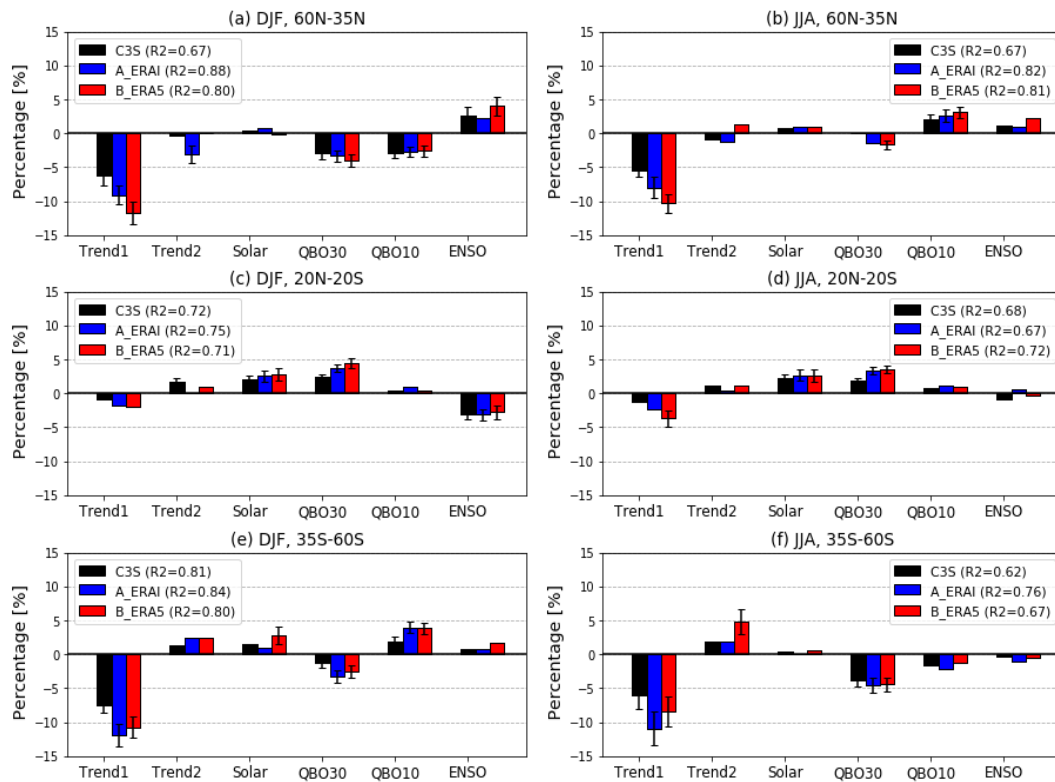 (a) DJF, 60N-35N
Percentage [%]
15
10
5
0
−5
−10
−15
C3S (R2=0.67)
A_ERAI (R2=0.88)
B_ERA5 (R2=0.80)
Trend1 Trend2 Solar QBO30 QBO10 ENSO
(b) JJA, 60N-35N
Percentage [%]
15
10
5
0
−5
−10
−15
C3S (R2=0.67)
A_ERAI (R2=0.82)
B_ERA5 (R2=0.81)
Trend1 Trend2 Solar QBO30 QBO10 ENSO
(c) DJF, 20N-20S
Percentage [%]
15
10
5
0
−5
−10
−15
C3S (R2=0.72)
A_ERAI (R2=0.75)
B_ERA5 (R2=0.71)
Trend1 Trend2 Solar QBO30 QBO10 ENSO
(d) JJA, 20N-20S
Percentage [%]
15
10
5
0
−5
−10
−15
C3S (R2=0.68)
A_ERAI (R2=0.67)
B_ERA5 (R2=0.72)
Trend1 Trend2 Solar QBO30 QBO10 ENSO
(e) DJF, 35S-60S
Percentage [%]
15
10
5
0
−5
−10
−15
C3S (R2=0.81)
A_ERAI (R2=0.84)
B_ERA5 (R2=0.80)
Trend1 Trend2 Solar QBO30 QBO10 ENSO
(f) JJA, 35S-60S
Percentage [%]
15
10
5
0
−5
−10
−15
C3S (R2=0.62)
A_ERAI (R2=0.76)
B_ERA5 (R2=0.67)
Trend1 Trend2 Solar QBO30 QBO10 ENSO